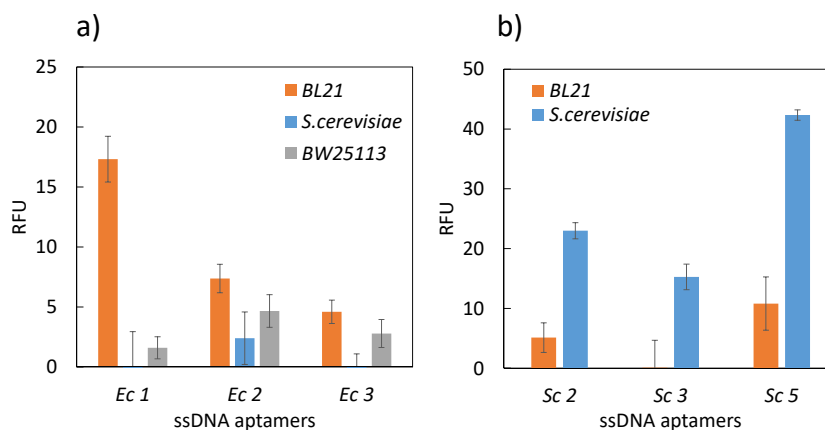 a)
25
20
15
10
5
0
RFU
BL21
S.cerevisiae
BW25113
Ec 1 Ec 2 Ec 3
ssDNA aptamers
b)
50
40
30
20
10
0
RFU
BL21
S.cerevisiae
Sc 2 Sc 3 Sc 5
ssDNA aptamers